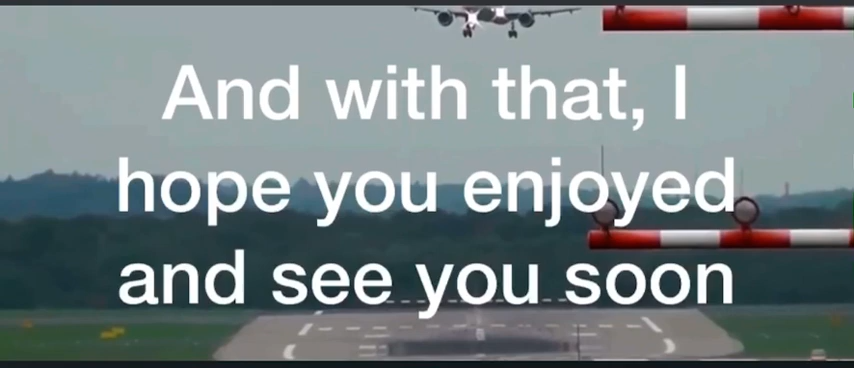 And with that, I
hope you enjoyed
and see you soon